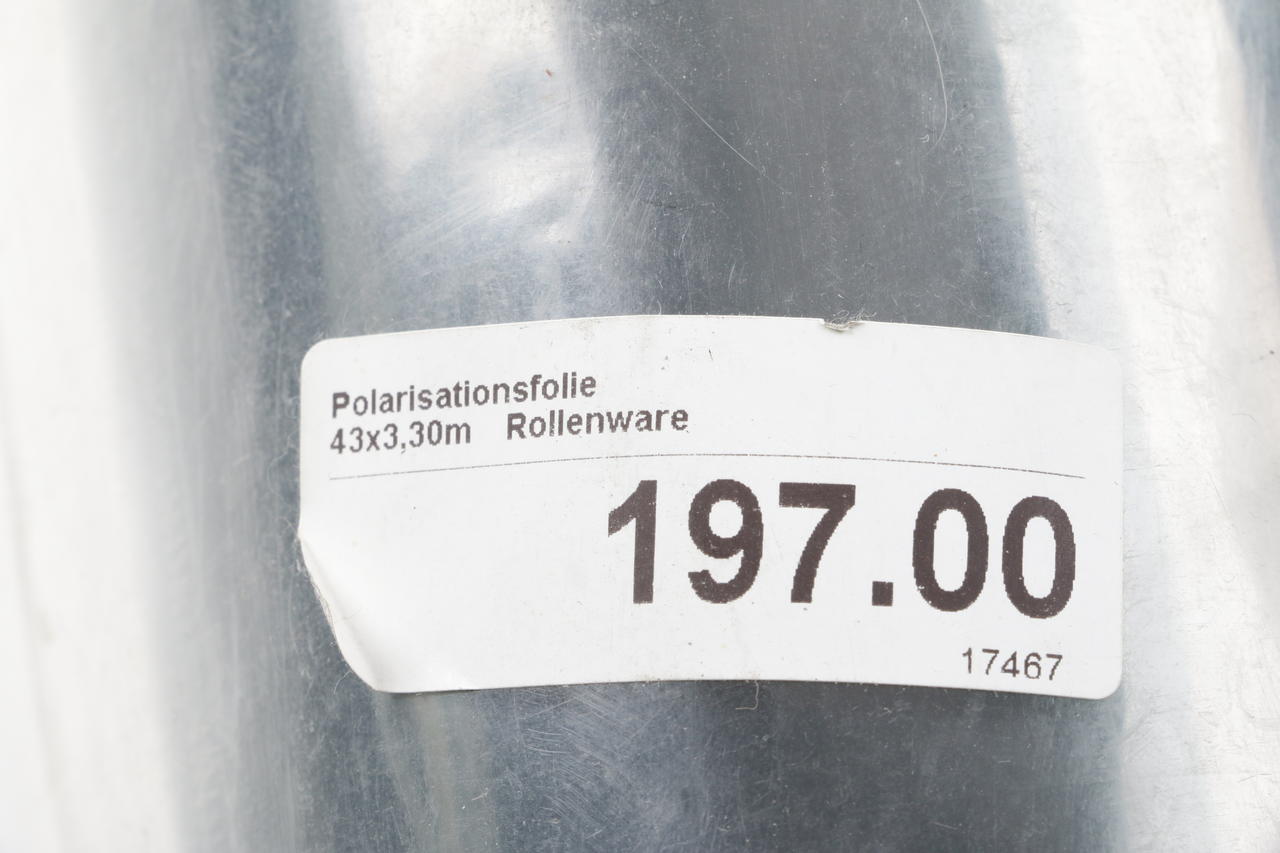 Polarisationsfolie
43x3,30m Rollenware
197.00
17467